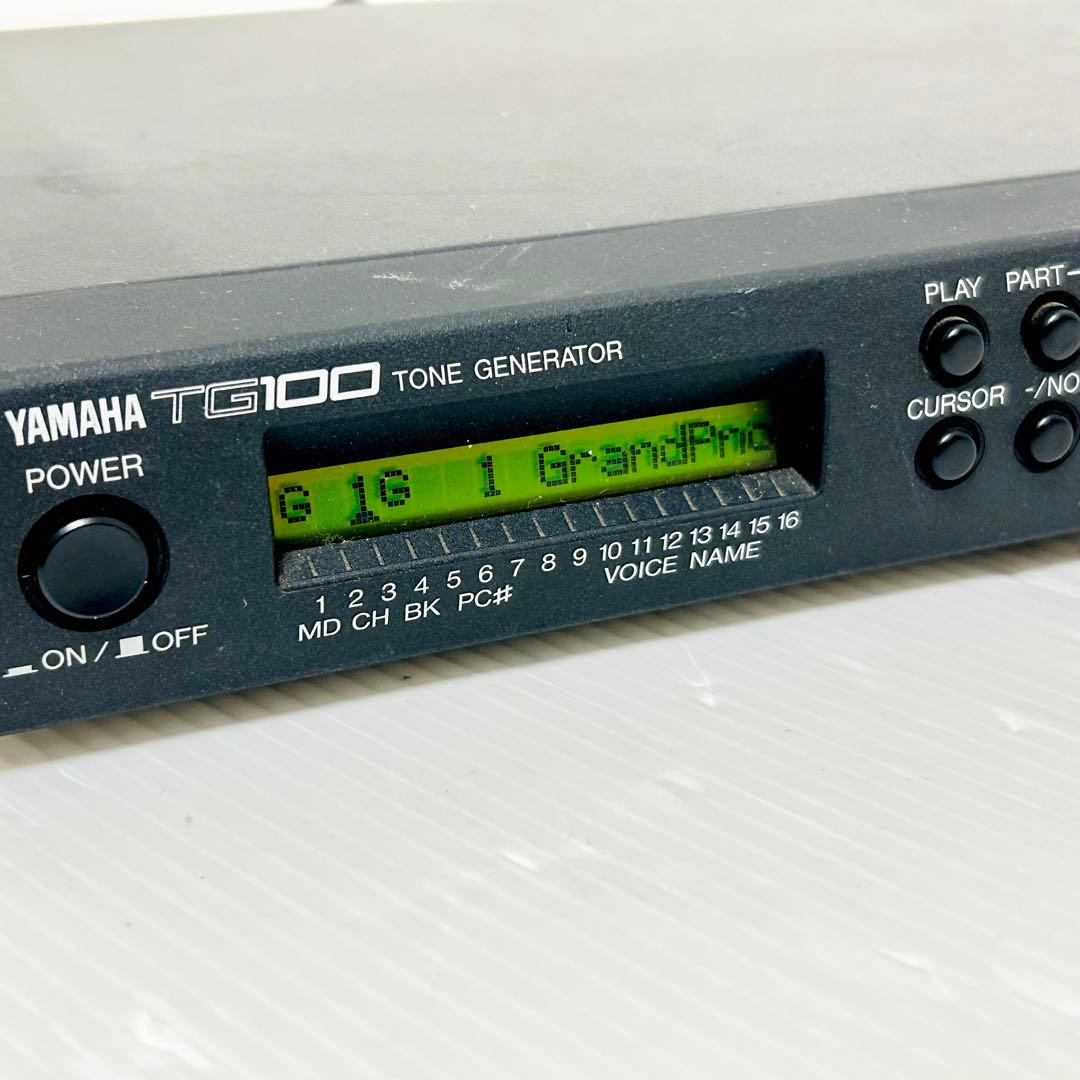 YAMAHA TG100 TONE GENERATOR
POWER
ON / OFF
G 1G 1 GrandPno
1 2 3 4 5 6 7 8 9 10 11 12 13 14 15 16
MD CH BK PC# VOICE NAME
PLAY PART-
CURSOR -/NO